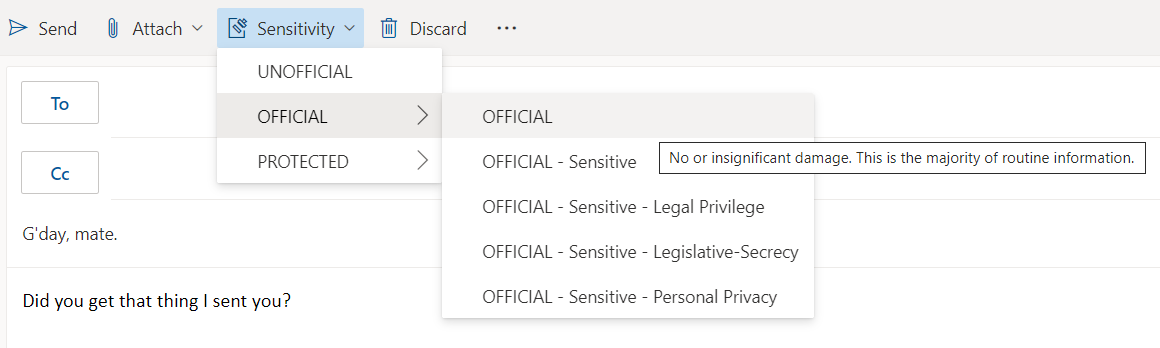 Send Attach Sensitivity Discard ...
UNOFFICIAL
To
OFFICIAL OFFICIAL
PROTECTED OFFICIAL - Sensitive No or insignificant damage. This is the majority of routine information.
Cc
OFFICIAL - Sensitive - Legal Privilege
G'day, mate.
OFFICIAL - Sensitive - Legislative-Secrecy
Did you get that thing I sent you? OFFICIAL - Sensitive - Personal Privacy